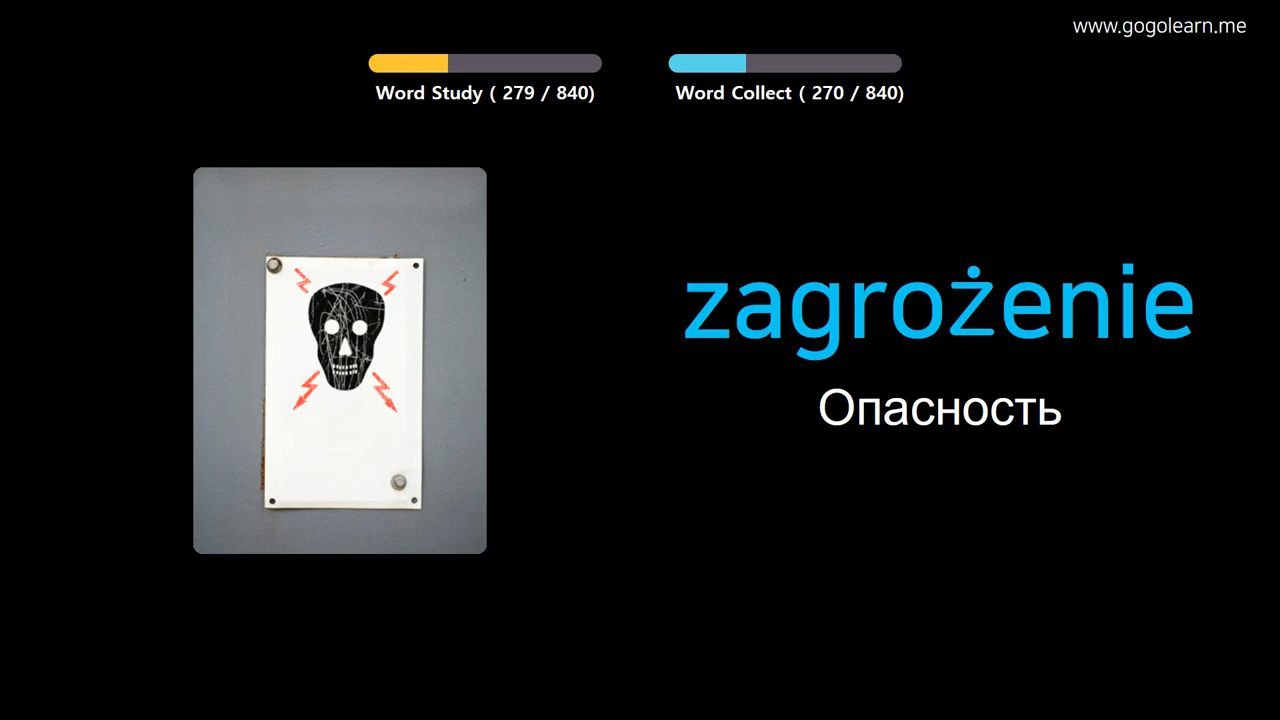 www.gogolearn.me
Word Study ( 279 / 840)
Word Collect ( 270 / 840)
zagrożenie
Опасность